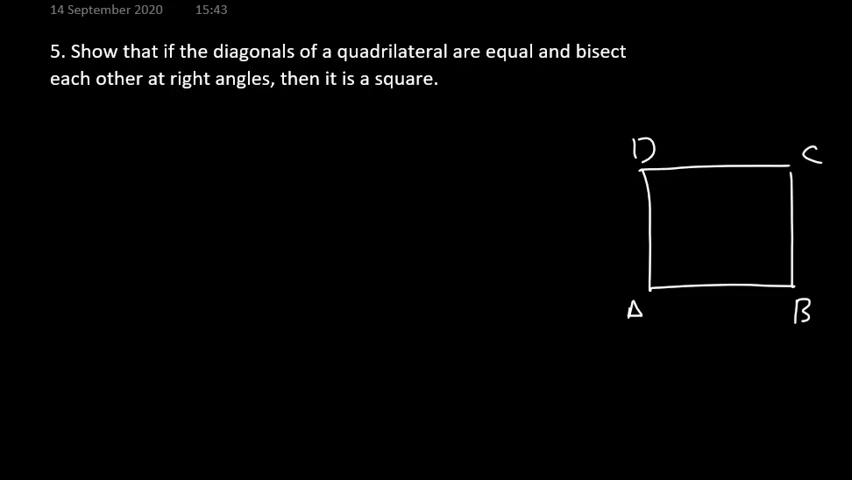 14 September 2020 15:43
5. Show that if the diagonals of a quadrilateral are equal and bisect
each other at right angles, then it is a square.
D C
A B